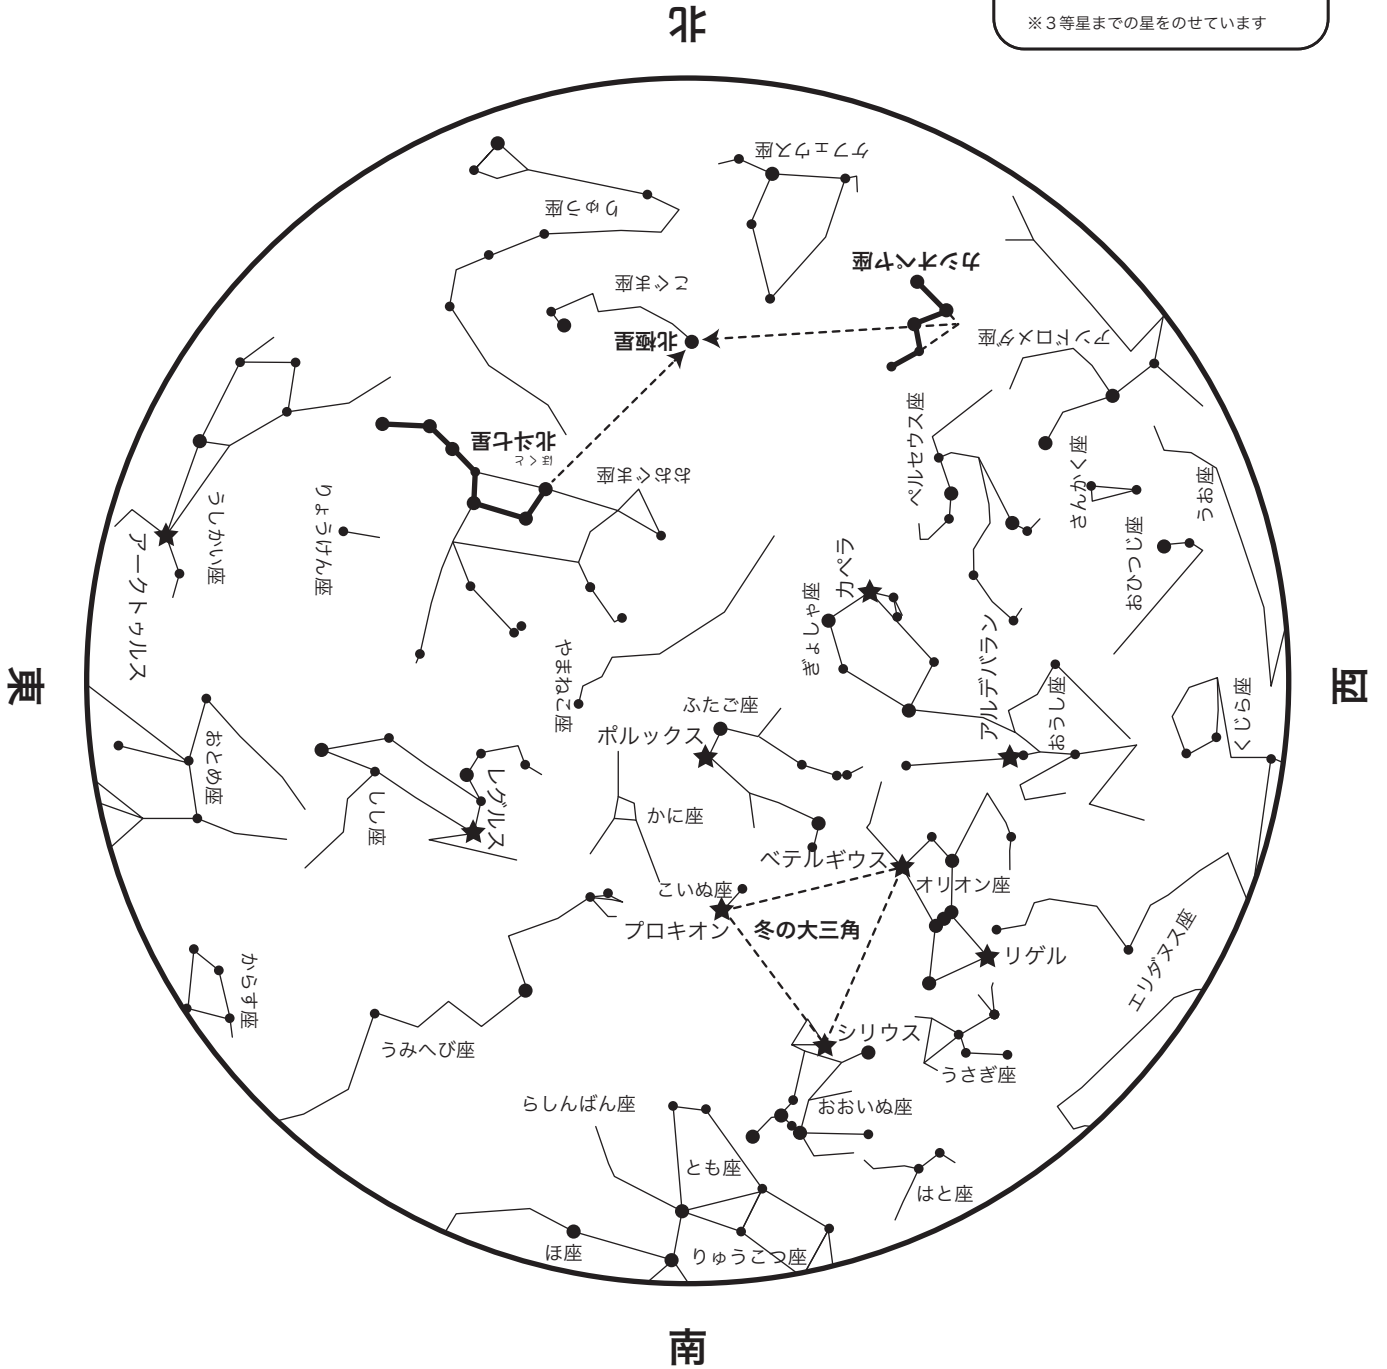 ※３等星までの星をのせています
北
ケフェウス座
りゅう座
カシオペヤ座
こぐま座
北極星
アンドロメダ座
ペルセウス座
北斗七星
ほくと
おおぐま座
さんかく座
うお座
うしかい座
りょうけん座
アークトゥルス
おひつじ座
カペラ
ぎょしゃ座
アルデバラン
おうし座
やまねこ座
東
西
くじら座
ふたご座
ポルックス
おとめ座
しし座
レグルス
かに座
ベテルギウス
オリオン座
こいぬ座
プロキオン
冬の大三角
リゲル
エリダヌス座
からす座
うみへび座
シリウス
うさぎ座
らしんばん座
おおいぬ座
とも座
はと座
ほ座
りゅうこつ座
南